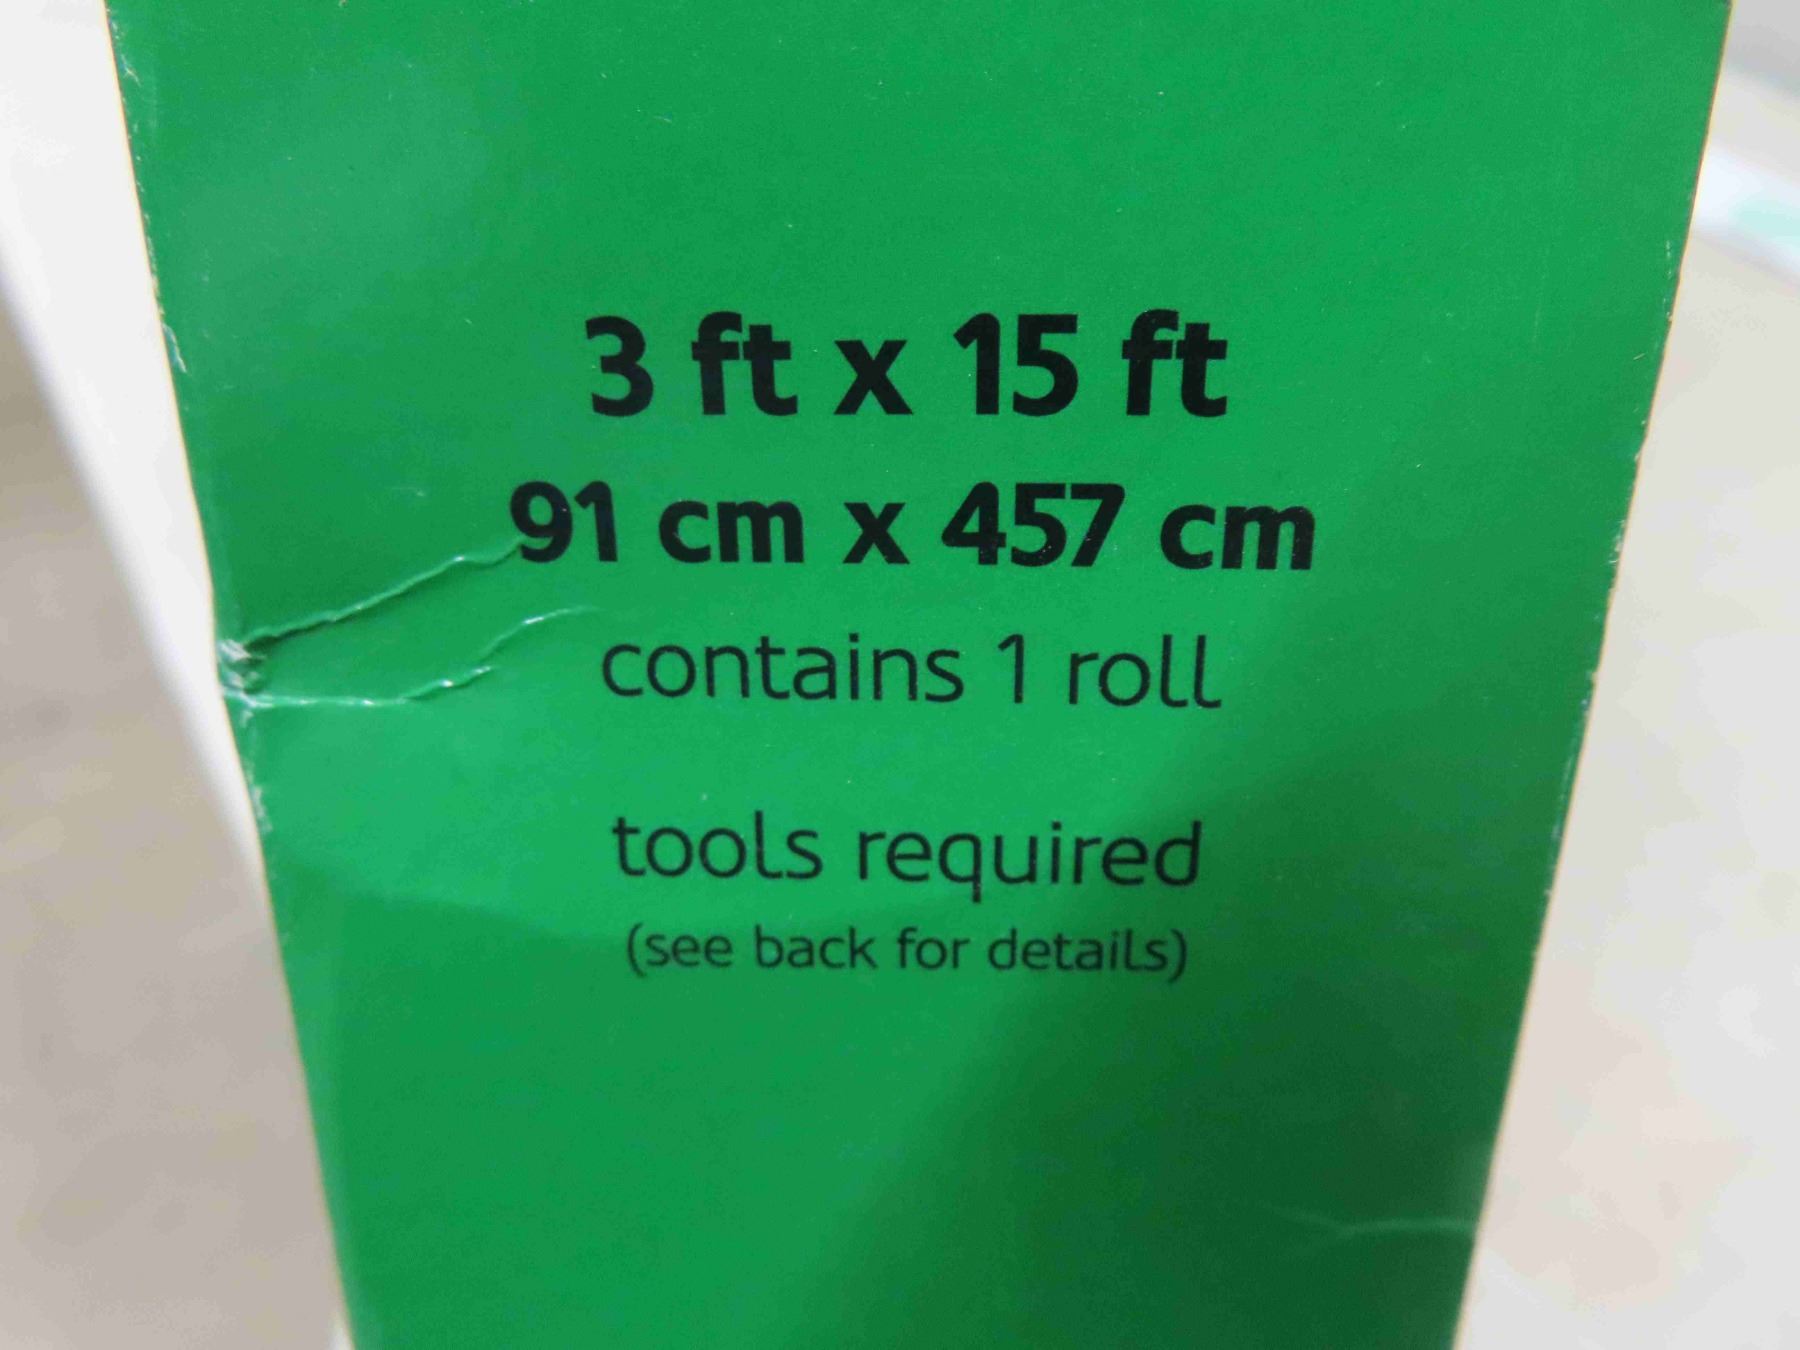 3 ft x 15 ft
91 cm x 457 cm
contains 1 roll
tools required
(see back for details)